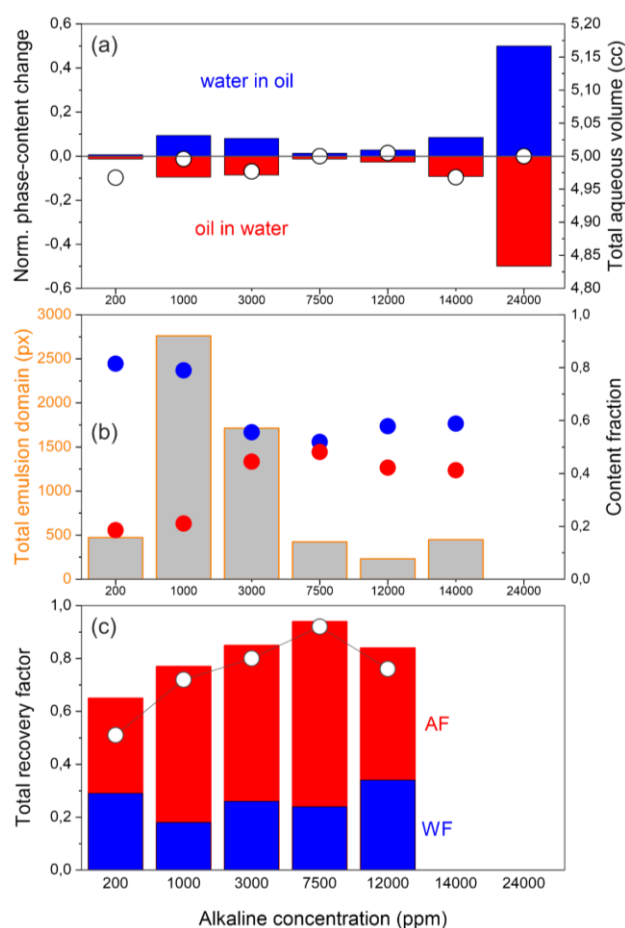 (a)
Norm. phase-content change
0,6
0,4
0,2
0,0
-0,2
-0,4
-0,6
water in oil
oil in water
5,20
5,15
5,10
5,05
5,00
4,95
4,90
4,85
4,80
Total aqueous volume (cc)
200 1000 3000 7500 12000 14000 24000
(b)
Total emulsion domain (px)
3000
2500
2000
1500
1000
500
0
1,0
0,8
0,6
0,4
0,2
0,0
Content fraction
200 1000 3000 7500 12000 14000 24000
(c)
Total recovery factor
1,0
0,8
0,6
0,4
0,2
0,0
AF
WF
200 1000 3000 7500 12000 14000 24000
Alkaline concentration (ppm)